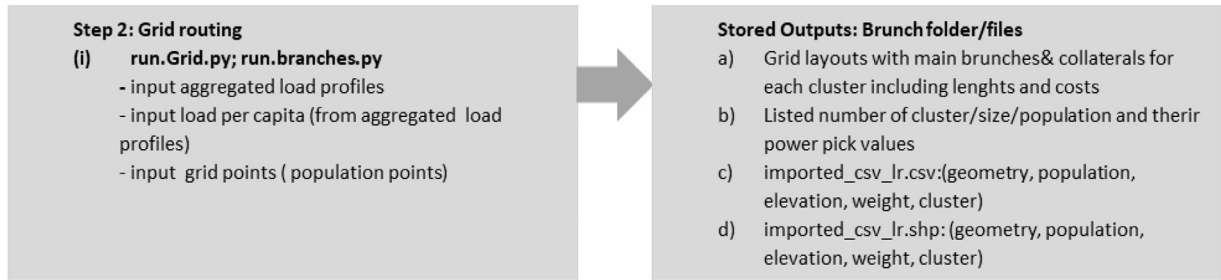 Step 2: Grid routing
(i) run.Grid.py; run.branches.py
- input aggregated load profiles
- input load per capita (from aggregated load
profiles)
- input grid points ( population points)
Stored Outputs: Brunch folder/files
a) Grid layouts with main brunches& collaterals for
each cluster including lenghts and costs
b) Listed number of cluster/size/population and therir
power pick values
c) imported_csv_lr.csv:(geometry, population,
elevation, weight, cluster)
d) imported_csv_lr.shp: (geometry, population,
elevation, weight, cluster)